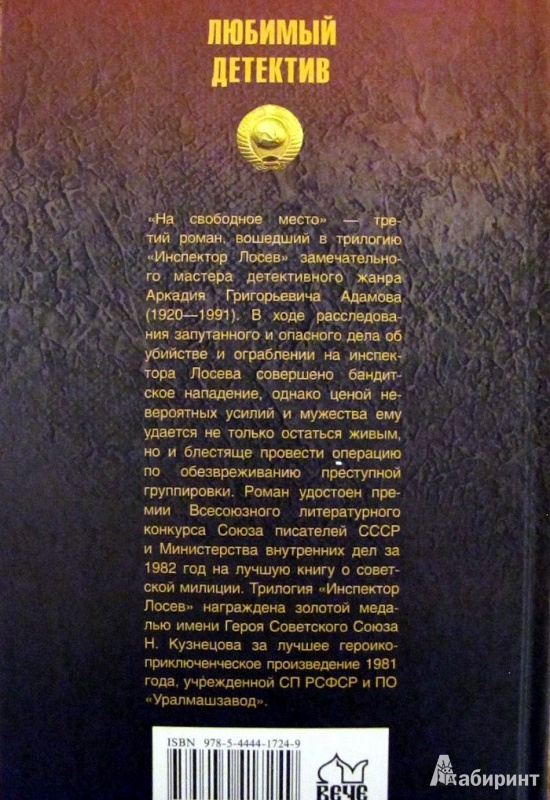 ЛЮБИМЫЙ
ДЕТЕКТИВ
«На свободное место» — тре-
тий роман, вошедший в трилогию
«Инспектор Лосев» замечательно-
го мастера детективного жанра
Аркадия Григорьевича Адамова
(1920—1991). В ходе расследова-
ния запутанного и опасного дела об
убийстве и ограблении на инспек-
тора Лосева совершено бандит-
ское нападение, однако ценой не-
вероятных усилий и мужества ему
удается не только остаться живым,
но и блестяще провести операцию
по обезвреживанию преступной
группировки. Роман удостоен пре-
мии Всесоюзного литературного
конкурса Союза писателей СССР
и Министерства внутренних дел за
1982 год на лучшую книгу о совет-
ской милиции. Трилогия «Инспектор
Лосев» награждена золотой меда-
лью имени Героя Советского Союза
Н. Кузнецова за лучшее героико-
приключенческое произведение 1981
года, учрежденной СП РСФСР и ПО
«Уралмашзавод».
ISBN 978-5-4444-1724-9
ВЕЧЕ
Лабиринт